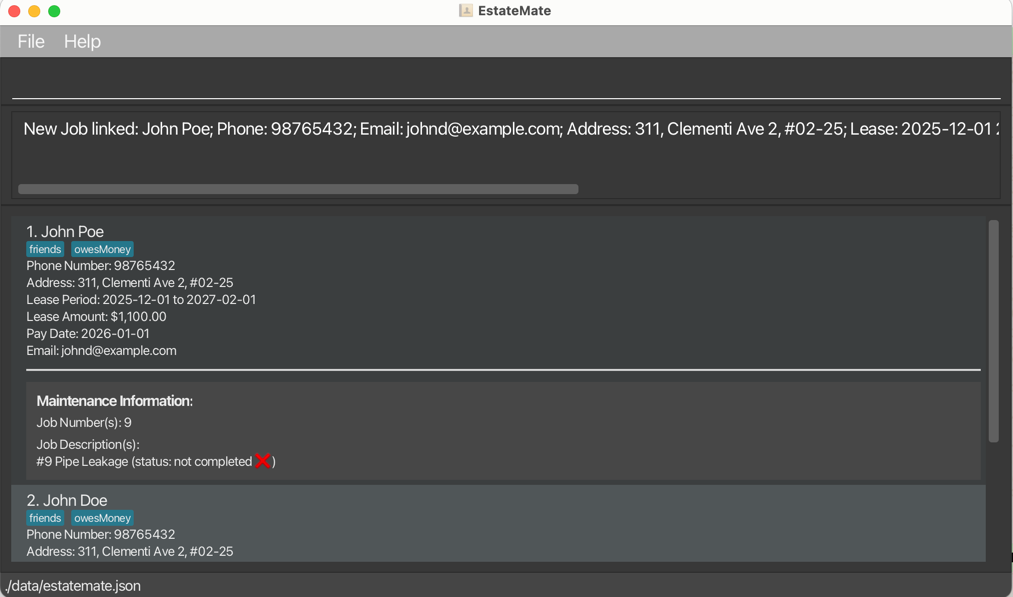 EstateMate
File Help
New Job linked: John Poe; Phone: 98765432; Email: johnd@example.com; Address: 311, Clementi Ave 2, #02-25; Lease: 2025-12-01
1. John Poe
friends owesMoney
Phone Number: 98765432
Address: 311, Clementi Ave 2, #02-25
Lease Period: 2025-12-01 to 2027-02-01
Lease Amount: $1,100.00
Pay Date: 2026-01-01
Email: johnd@example.com
Maintenance Information:
Job Number(s): 9
Job Description(s):
#9 Pipe Leakage (status: not completed ❌)
2. John Doe
friends owesMoney
Phone Number: 98765432
Address: 311, Clementi Ave 2, #02-25
./data/estatemate.json